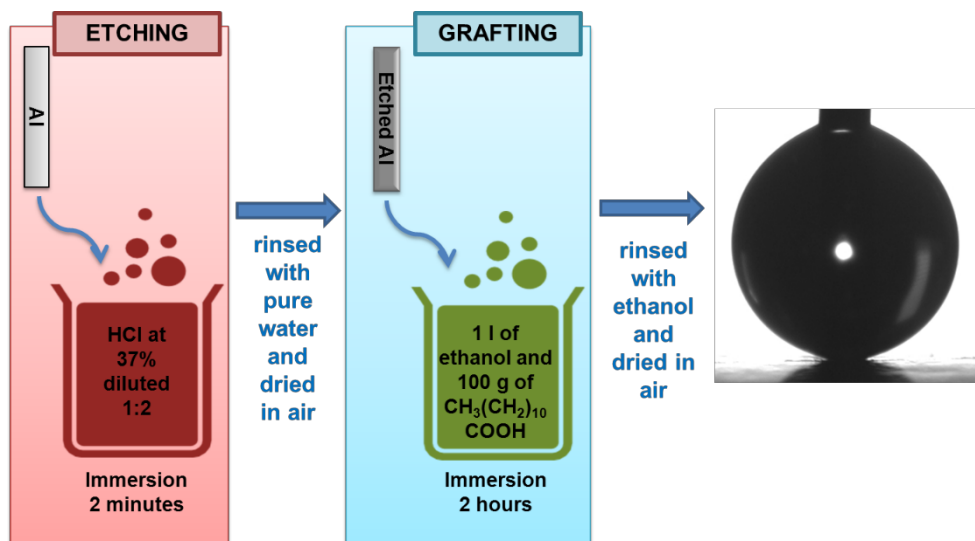 ETCHING
Al
HCl at
37%
diluted
1:2
Immersion
2 minutes
rinsed
with
pure
water
and
dried
in air
GRAFTING
Etched Al
1 l of
ethanol and
100 g of
CH₃(CH₂)₁₀
COOH
Immersion
2 hours
rinsed
with
ethanol
and
dried in
air